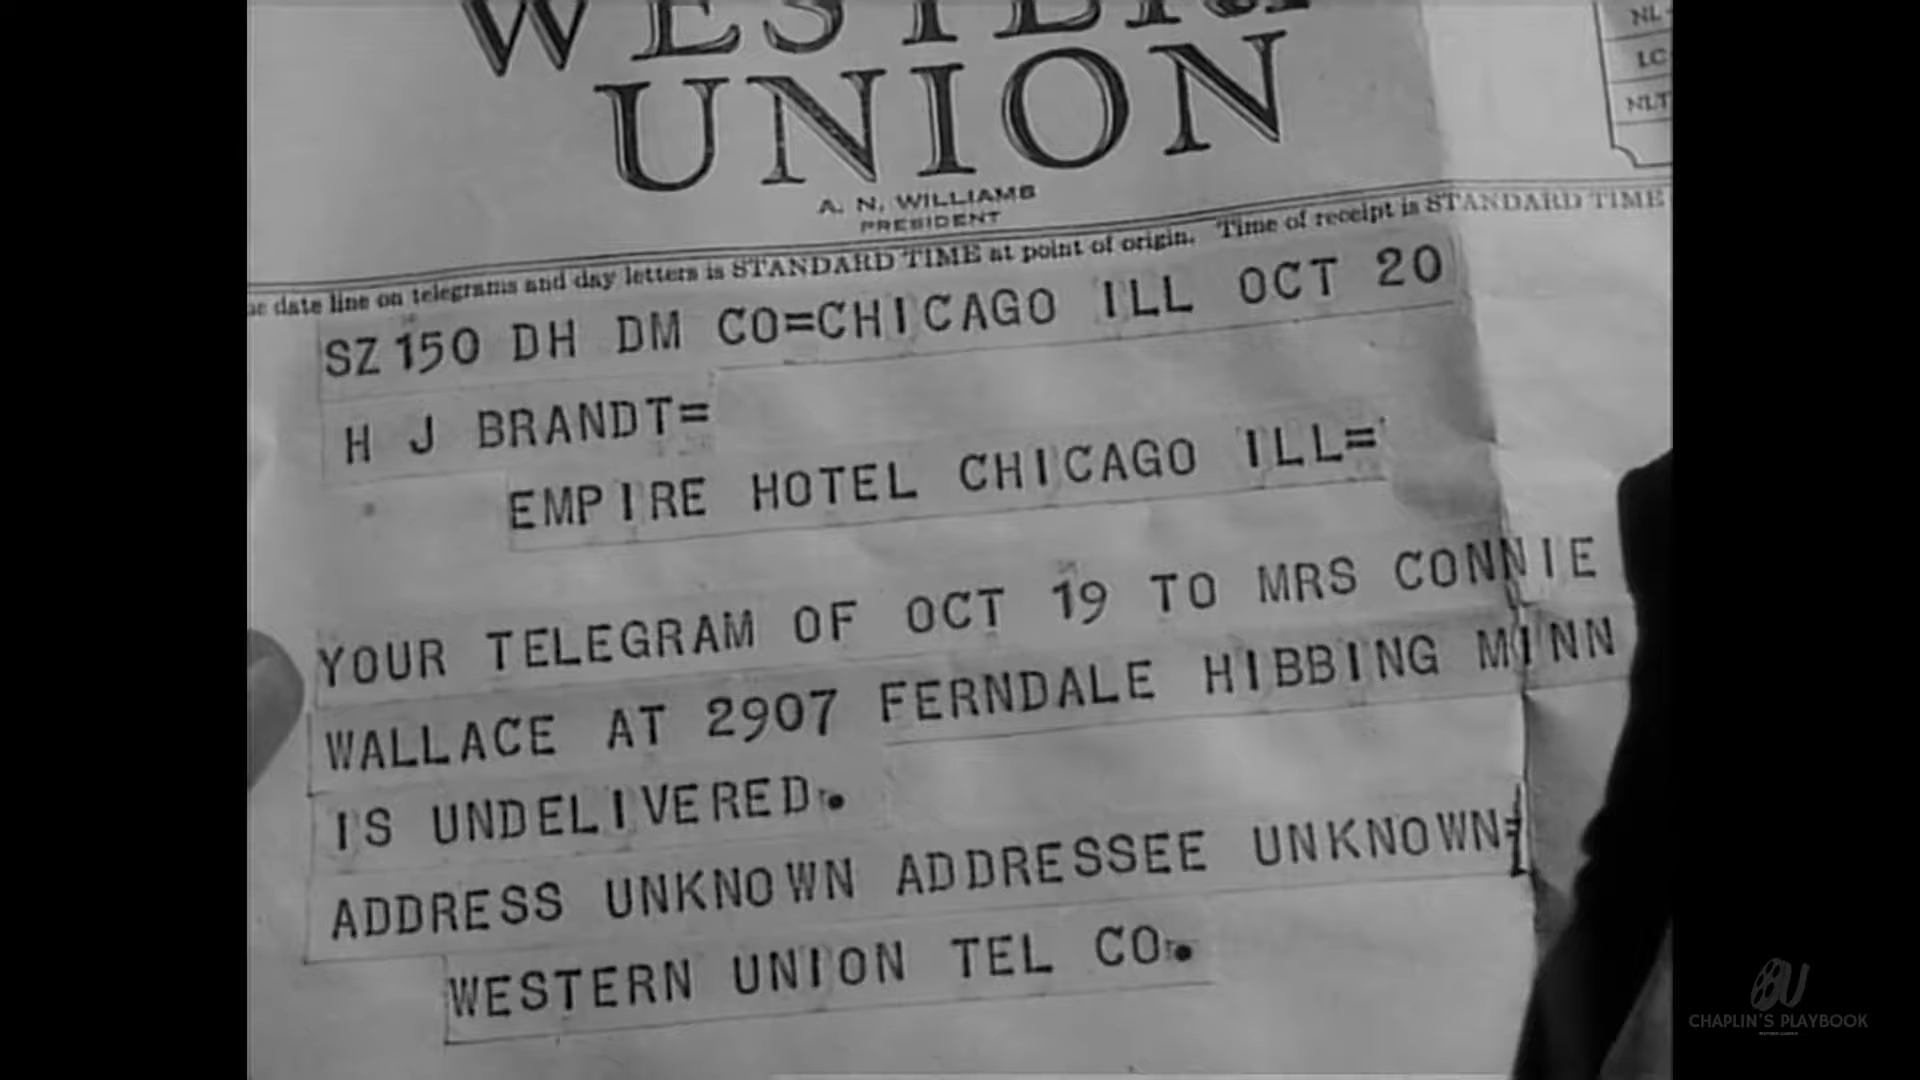 WESTERN
UNION
A. N. WILLIAMS
PRESIDENT
NL
LC
NLT
date line on telegrams and day letters is STANDARD TIME at point of origin. Time of receipt is STANDARD TIME
SZ150 DH DM CO=CHICAGO ILL OCT 20
H J BRANDT=
EMPIRE HOTEL CHICAGO ILL=
YOUR TELEGRAM OF OCT 19 TO MRS CONNIE
WALLACE AT 2907 FERNDALE HIBBING MINN
IS UNDELIVERED.
ADDRESS UNKNOWN ADDRESSEE UNKNOWN=
WESTERN UNION TEL CO.
CHAPLIN'S PLAYBOOK